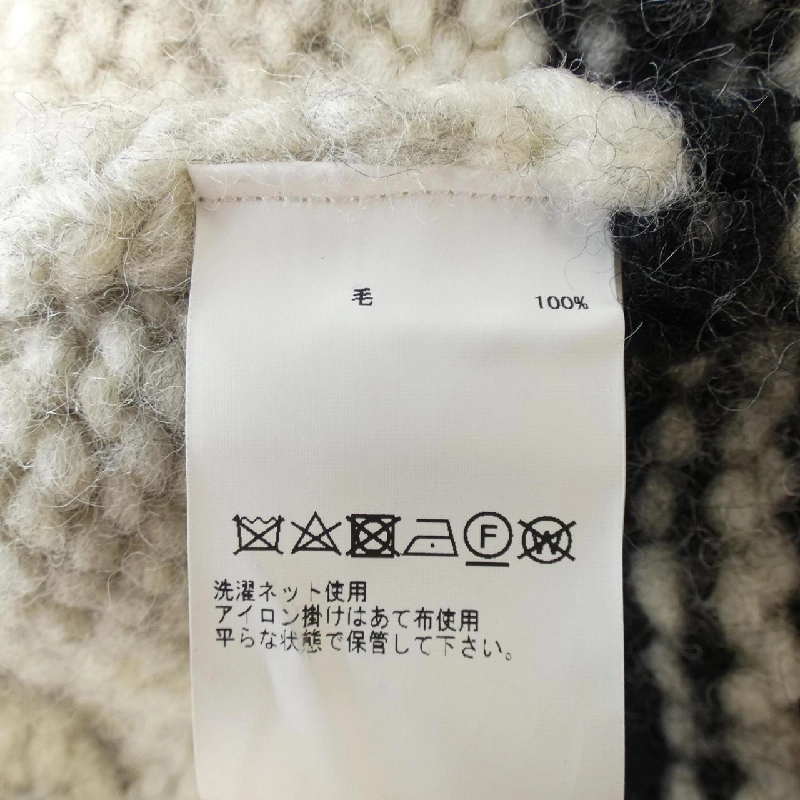 毛 100%
F W
洗濯ネット使用
アイロン掛けはあて布使用
平らな状態で保管して下さい。